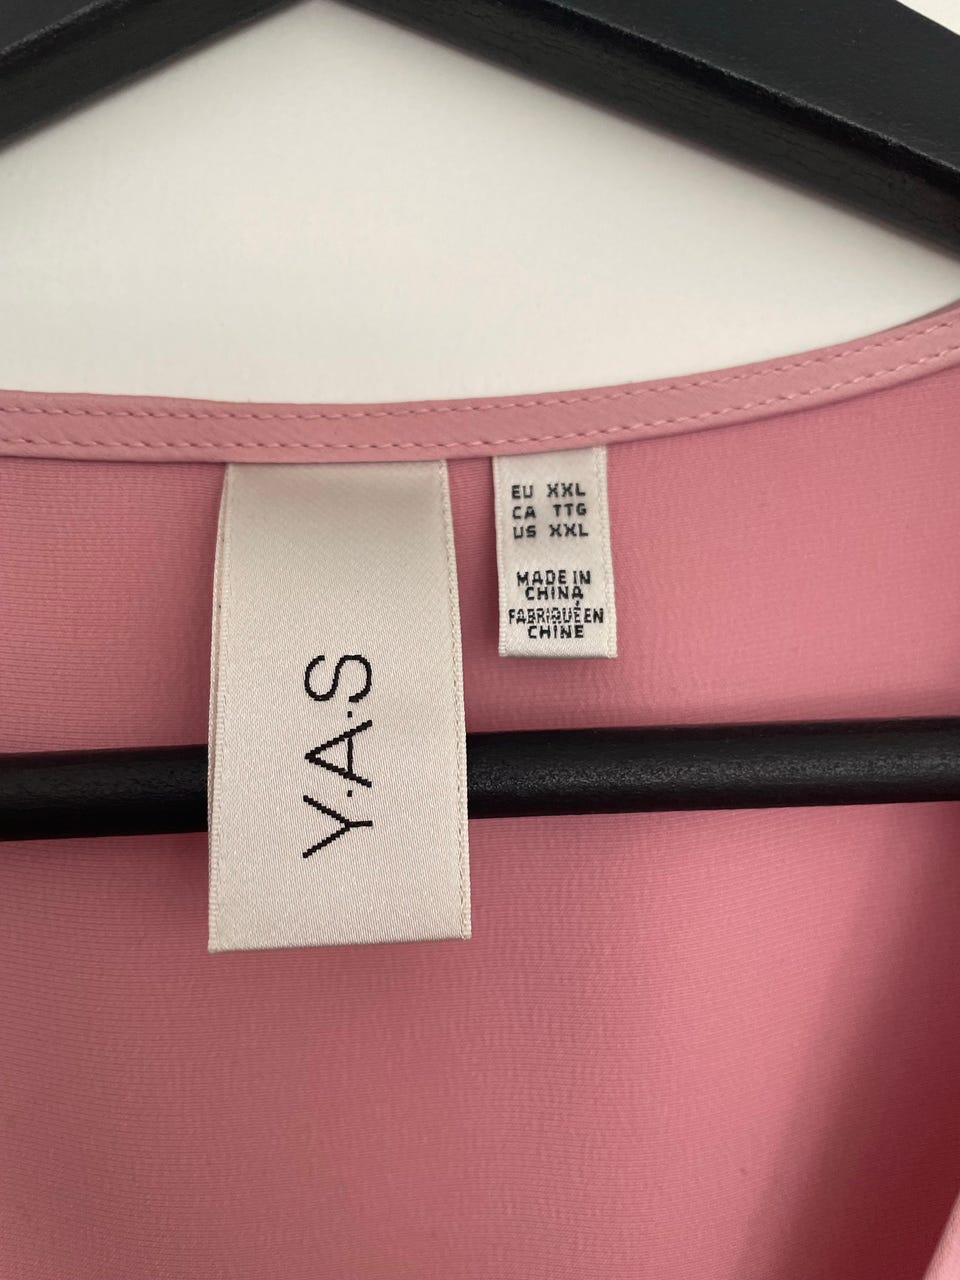 Y.A.S
EU XXL
CA TTG
US XXL
MADE IN
CHINA
FABRIQUÉ EN
CHINE